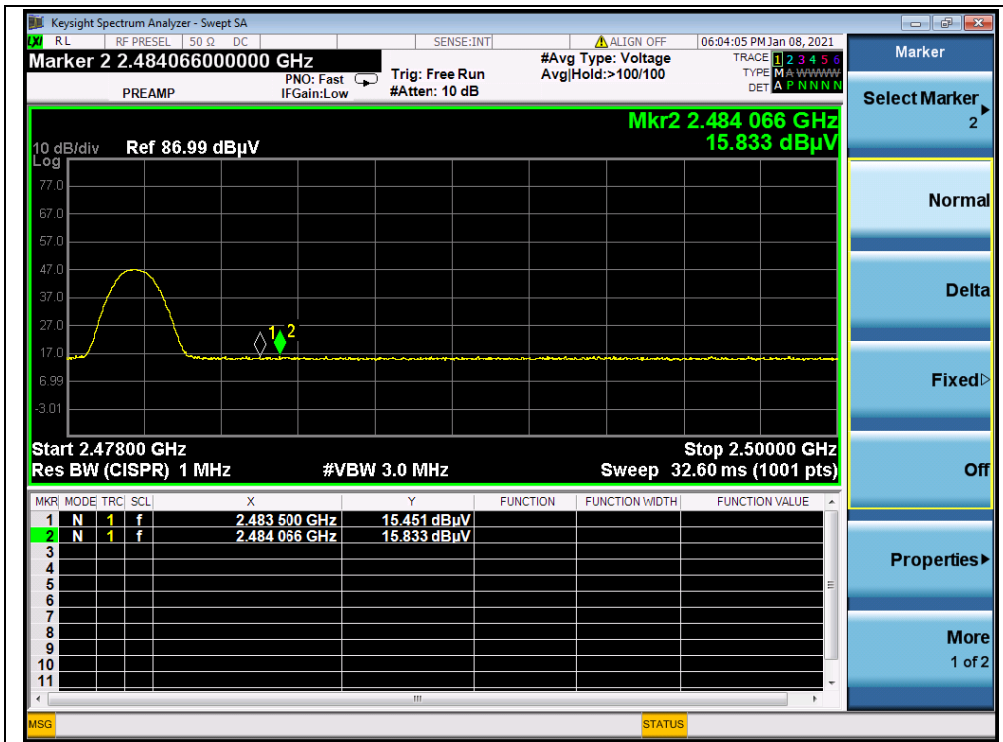 Keysight Spectrum Analyzer - Swept SA
LXI RL RF PRESEL 50 Ω DC SENSE:INT ALIGN OFF 06:04:05 PM Jan 08, 2021
Marker 2 2.484066000000 GHz
PREAMP
PNO: Fast
IFGain:Low
Trig: Free Run
#Atten: 10 dB
#Avg Type: Voltage
Avg|Hold:>100/100
TRACE 1 2 3 4 5 6
TYPE M A W W W W W
DET A P N N N N
Mkr2 2.484 066 GHz
15.833 dBµV
10 dB/div Ref 86.99 dBµV
Log
77.0
67.0
57.0
47.0
37.0
27.0
17.0
6.99
-3.01
1 2
Start 2.47800 GHz Stop 2.50000 GHz
Res BW (CISPR) 1 MHz #VBW 3.0 MHz Sweep 32.60 ms (1001 pts)
MKR MODE TRC SCL X Y FUNCTION FUNCTION WIDTH FUNCTION VALUE
1 N 1 f 2.483 500 GHz 15.451 dBµV
2 N 1 f 2.484 066 GHz 15.833 dBµV
3
4
5
6
7
8
9
10
11
MSG STATUS
Marker
Select Marker
2
Normal
Delta
Fixed
Off
Properties
More
1 of 2